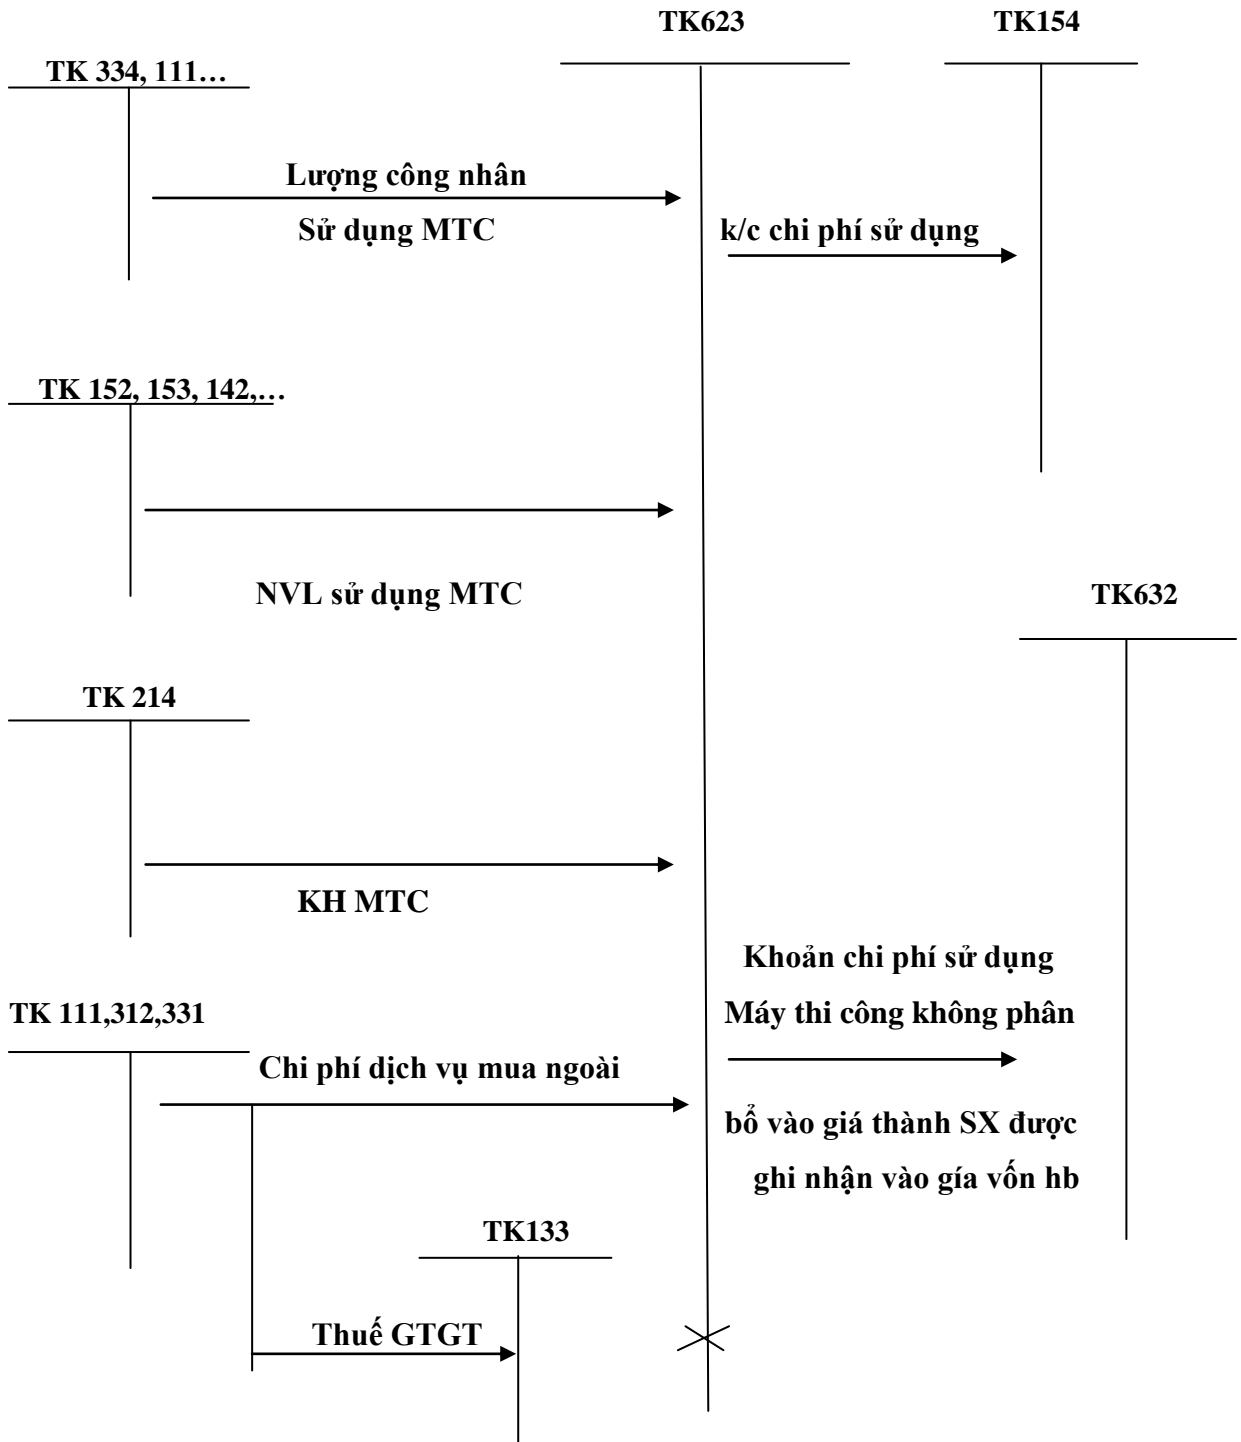 TK623
TK154
TK 334, 111…
Lượng công nhân
Sử dụng MTC
k/c chi phí sử dụng
TK 152, 153, 142,…
NVL sử dụng MTC
TK632
TK 214
KH MTC
Khoản chi phí sử dụng
Máy thi công không phân
TK 111,312,331
Chi phí dịch vụ mua ngoài
bổ vào giá thành SX được
ghi nhận vào gía vốn hb
TK133
Thuế GTGT